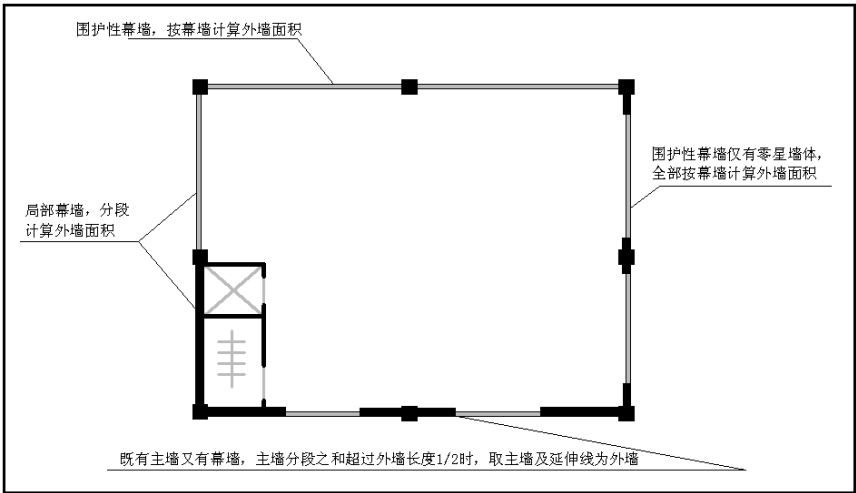 围护性幕墙，按幕墙计算外墙面积
围护性幕墙仅有零星墙体，
全部按幕墙计算外墙面积
局部幕墙，分段
计算外墙面积
既有主墙又有幕墙，主墙分段之和超过外墙长度1/2时，取主墙及延伸线为外墙